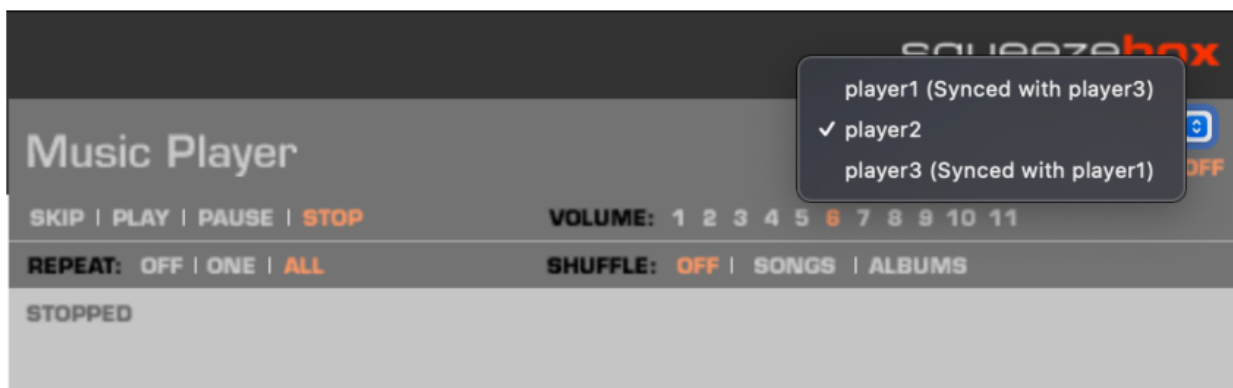 squeezebox
player1 (Synced with player3)
✓ player2
player3 (Synced with player1)
Music Player
OFF
SKIP | PLAY | PAUSE | STOP
VOLUME: 1 2 3 4 5 6 7 8 9 10 11
REPEAT: OFF | ONE | ALL
SHUFFLE: OFF | SONGS | ALBUMS
STOPPED